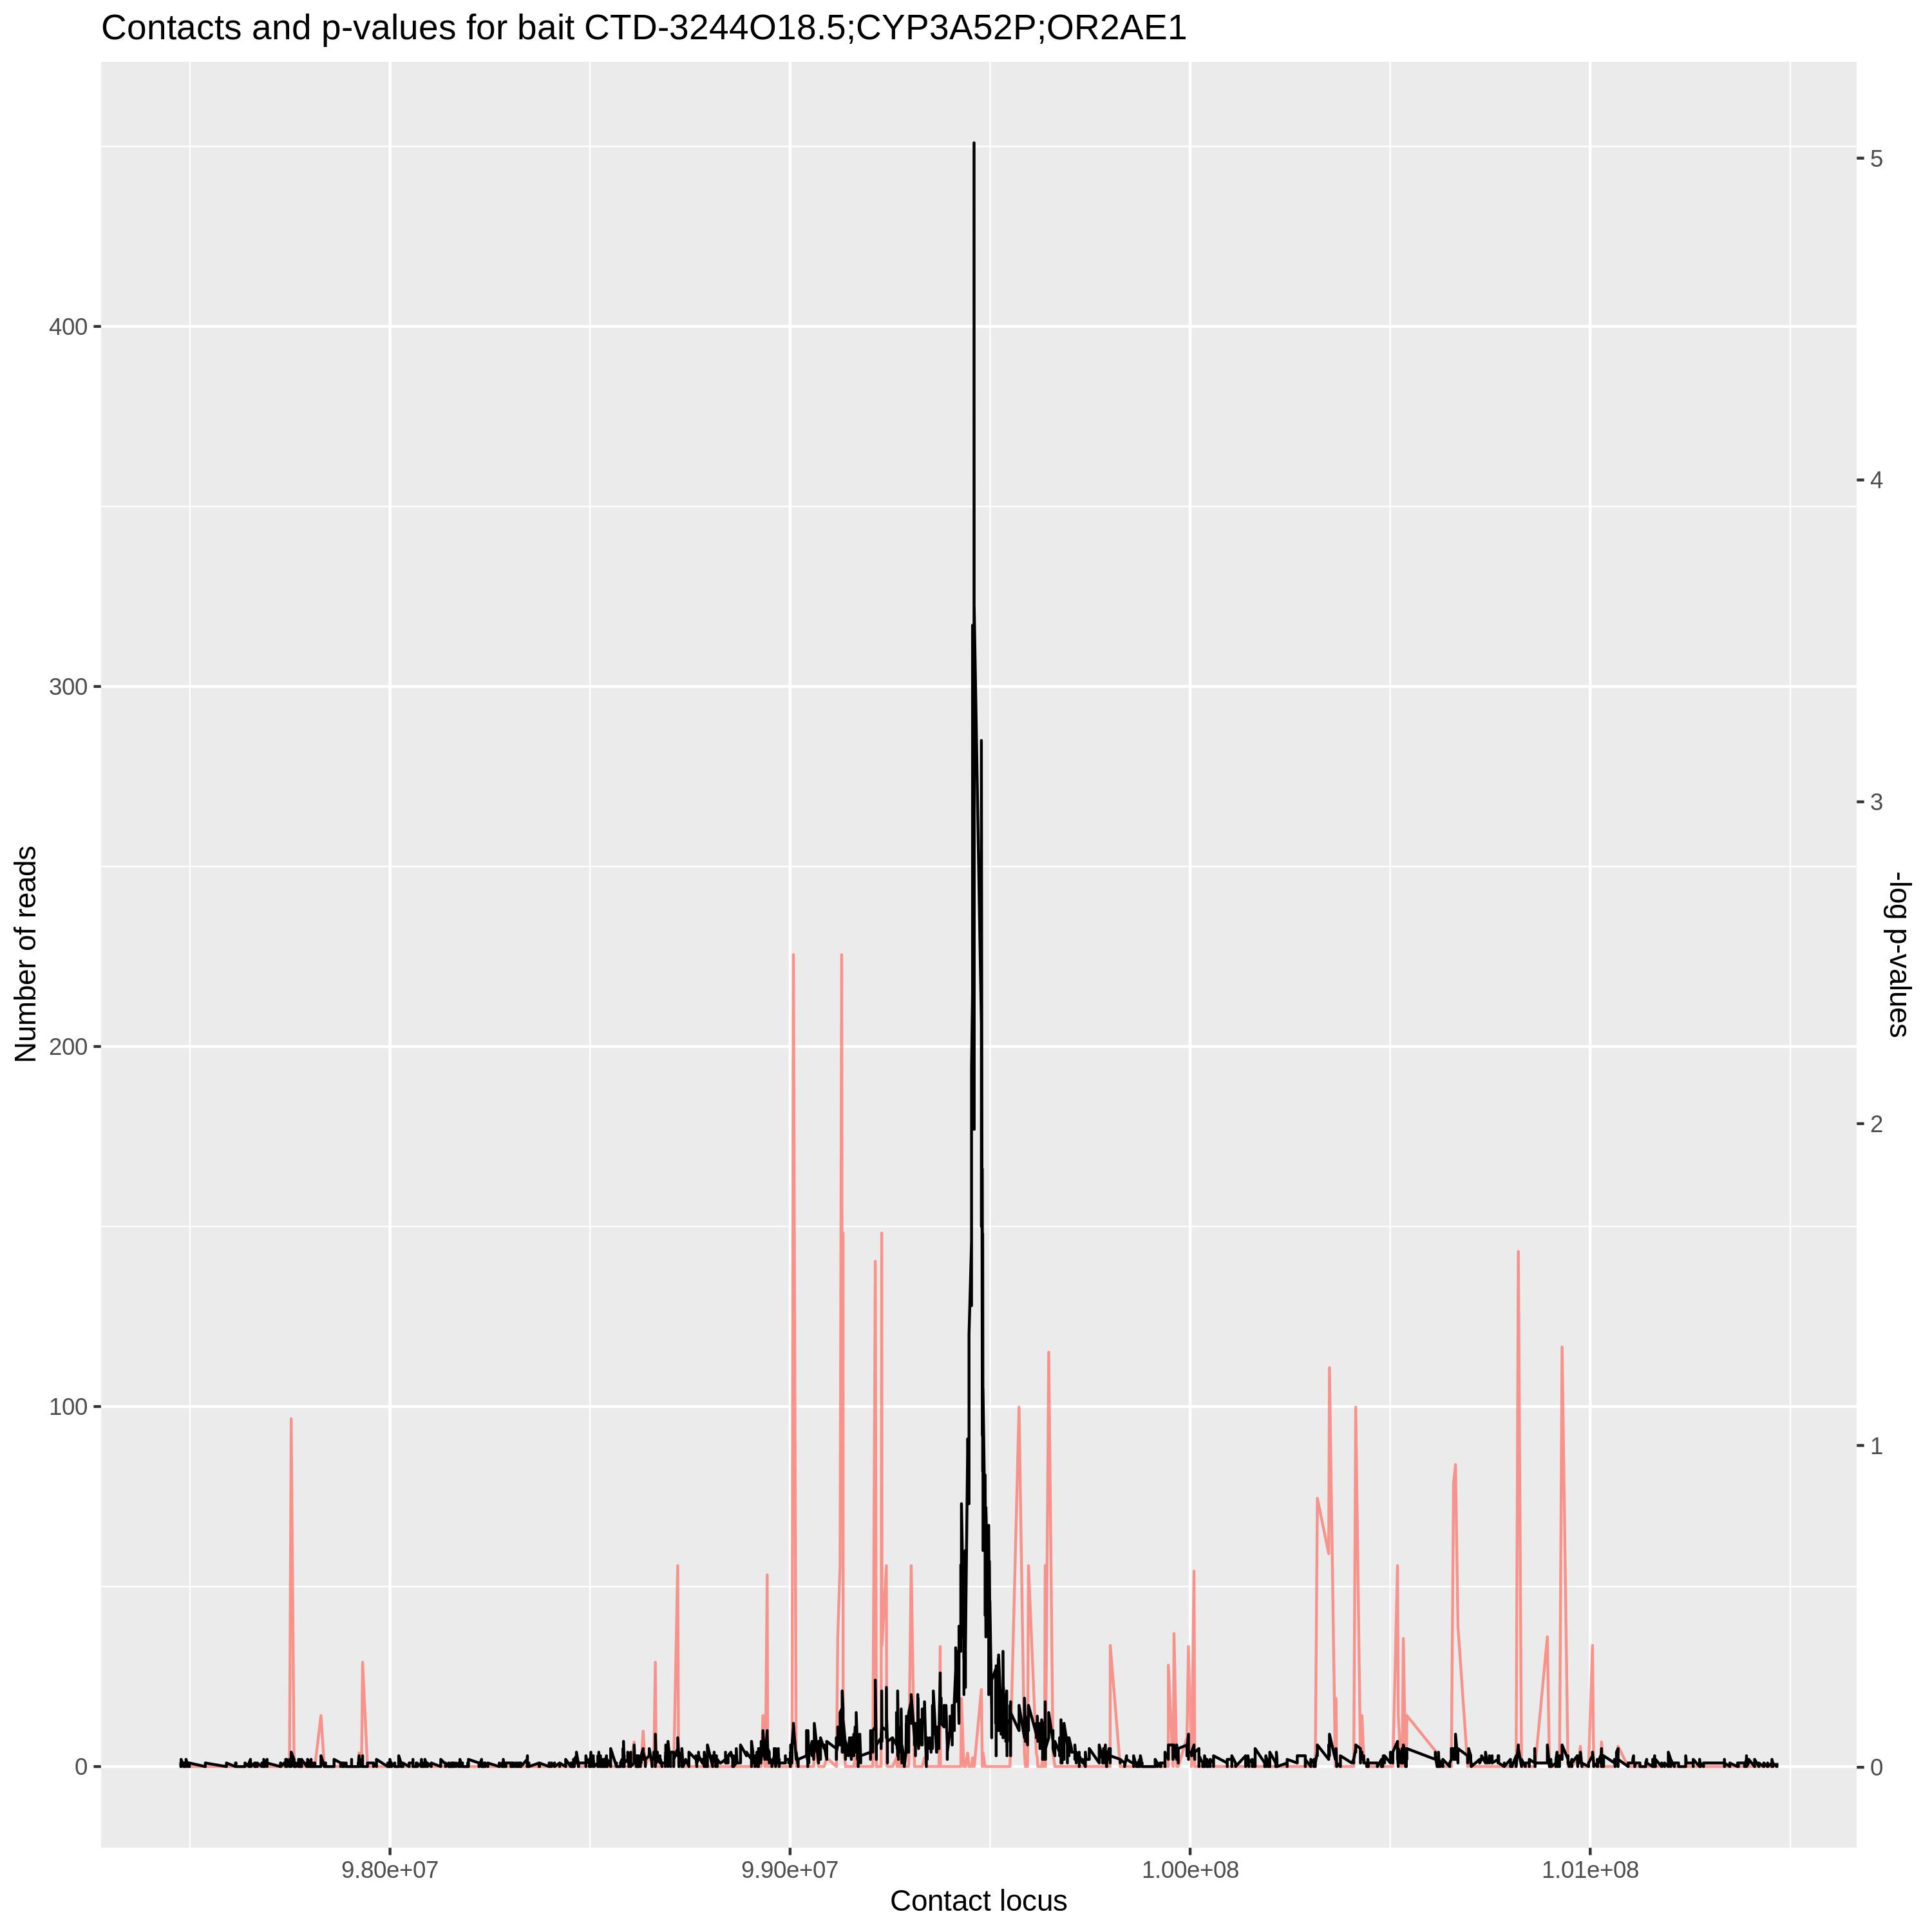 Contacts and p-values for bait CTD-3244O18.5;CYP3A52P;OR2AE1
Number of reads
400
300
200
100
0
5
4
3
2
1
0
-log p-values
9.80e+07
9.90e+07
1.00e+08
1.01e+08
Contact locus